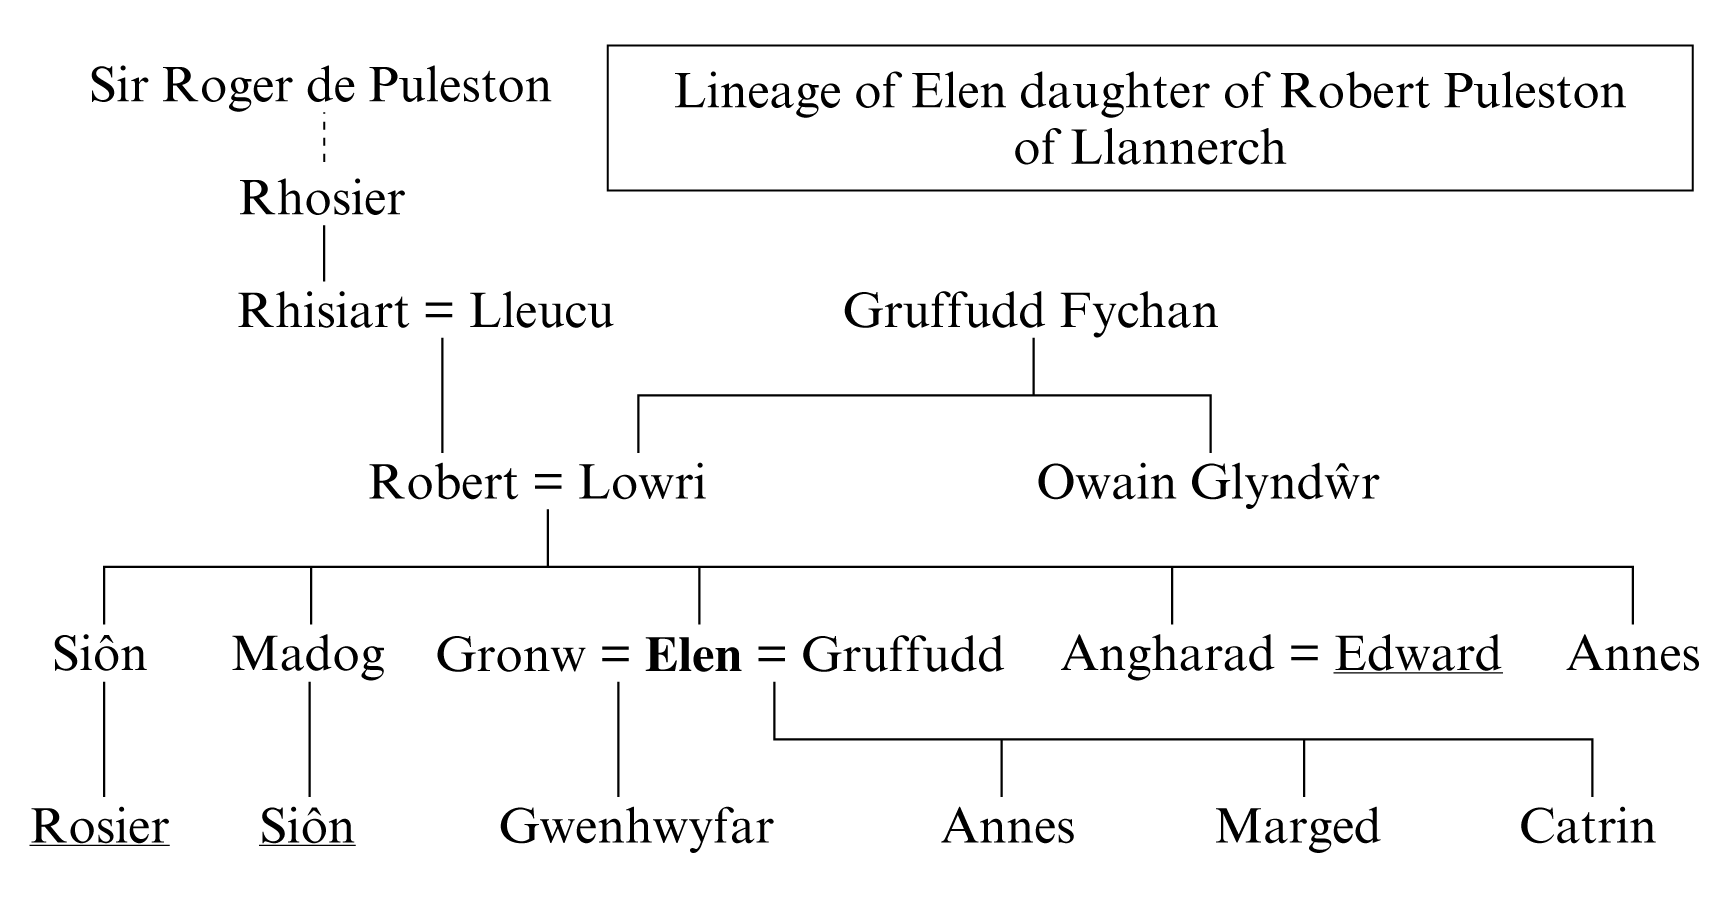 Sir Roger de Puleston
Lineage of Elen daughter of Robert Puleston
of Llannerch
Rhosier
Rhisiart = Lleucu
Gruffudd Fychan
Robert = Lowri
Owain Glyndŵr
Siôn
Madog
Gronw = Elen = Gruffudd
Angharad = Edward
Annes
Rosier
Siôn
Gwenhwyfar
Annes
Marged
Catrin